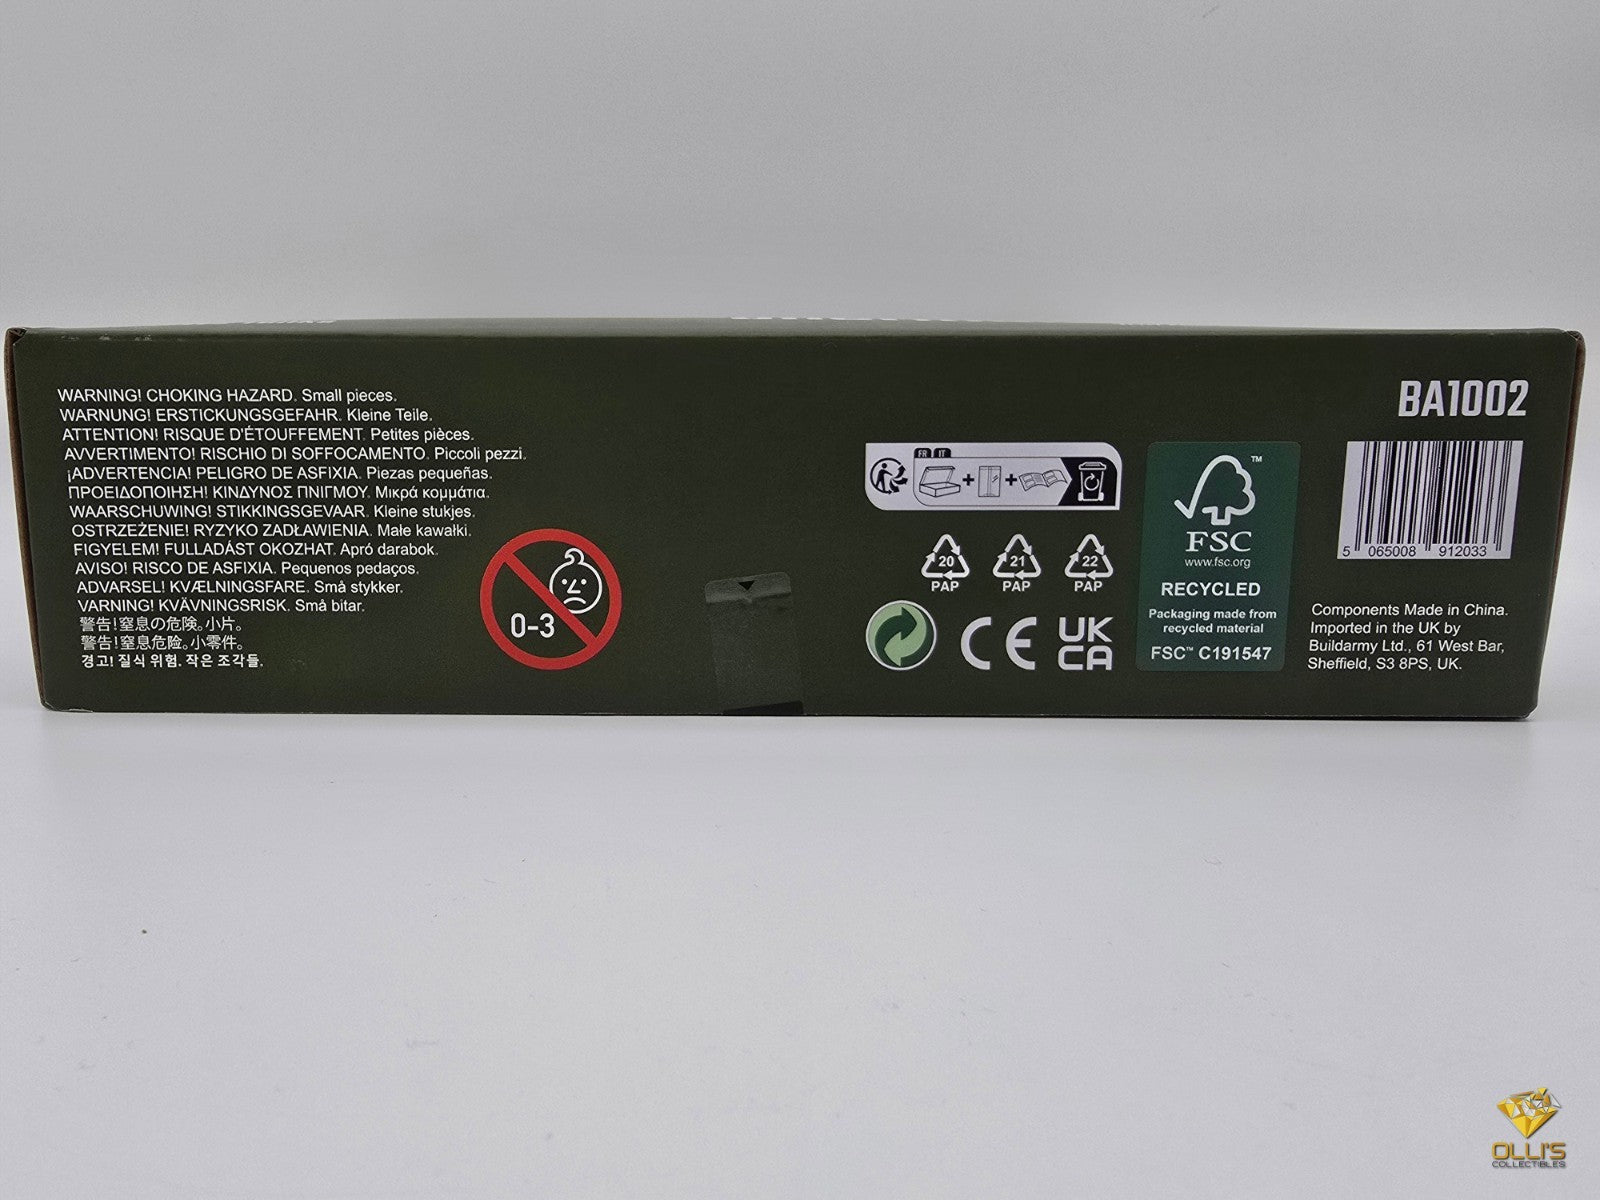 WARNING! CHOKING HAZARD. Small pieces.
WARNUNG! ERSTICKUNGSGEFAHR. Kleine Teile.
ATTENTION! RISQUE D'ÉTOUFFEMENT. Petites pièces.
AVVERTIMENTO! RISCHIO DI SOFFOCAMENTO. Piccoli pezzi.
¡ADVERTENCIA! PELIGRO DE ASFIXIA. Piezas pequeñas.
ΠΡΟΕΙΔΟΠΟΙΗΣΗ! ΚΙΝΔΥΝΟΣ ΠΝΙΓΜΟΥ. Μικρά κομμάτια.
WAARSCHUWING! STIKKINGSGEVAAR. Kleine stukjes.
OSTRZEŻENIE! RYZYKO ZADŁAWIENIA. Małe kawałki.
FIGYELEM! FULLADÁST OKOZHAT. Apró darabok.
AVISO! RISCO DE ASFIXIA. Pequenos pedaços.
ADVARSEL! KVÆLNINGSFARE. Små stykker.
VARNING! KVÄVNINGSRISK. Små bitar.
警告!窒息の危険。小片。
警告!窒息危险。小零件。
경고! 질식 위험. 작은 조각들.
0-3
FR IT
20 PAP
21 PAP
22 PAP
CE
UK CA
FSC™
www.fsc.org
RECYCLED
Packaging made from
recycled material
FSC™ C191547
BA1002
5 065008 912033
Components Made in China.
Imported in the UK by
Buildarmy Ltd., 61 West Bar,
Sheffield, S3 8PS, UK.
OLLI'S
COLLECTIBLES